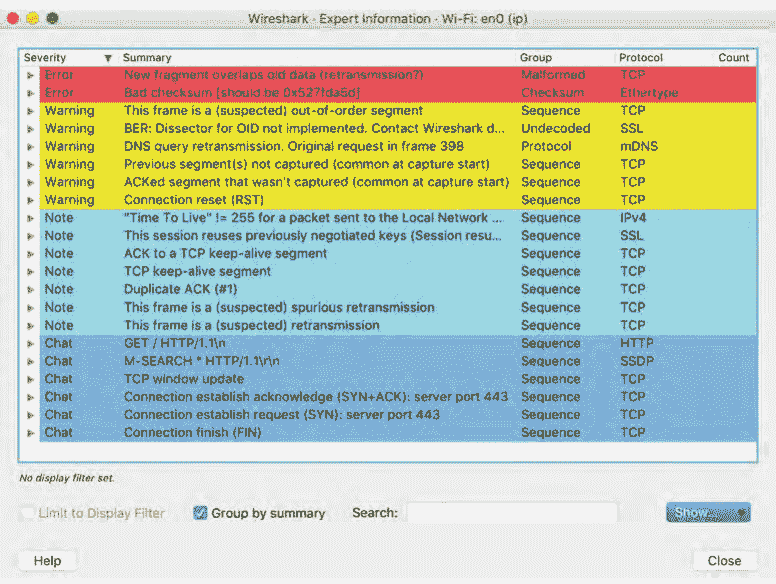 Wireshark · Expert Information · Wi-Fi: en0 (ip)
Severity Summary Group Protocol Count
Error New fragment overlaps old data (retransmission?) Malformed TCP
Error Bad checksum [should be 0x527fda6d] Checksum Ethertype
Warning This frame is a (suspected) out-of-order segment Sequence TCP
Warning BER: Dissector for OID not implemented. Contact Wireshark d... Undecoded SSL
Warning DNS query retransmission. Original request in frame 398 Protocol mDNS
Warning Previous segment(s) not captured (common at capture start) Sequence TCP
Warning ACKed segment that wasn't captured (common at capture start) Sequence TCP
Warning Connection reset (RST) Sequence TCP
Note "Time To Live" != 255 for a packet sent to the Local Network ... Sequence IPv4
Note This session reuses previously negotiated keys (Session resu... Sequence SSL
Note ACK to a TCP keep-alive segment Sequence TCP
Note TCP keep-alive segment Sequence TCP
Note Duplicate ACK (#1) Sequence TCP
Note This frame is a (suspected) spurious retransmission Sequence TCP
Note This frame is a (suspected) retransmission Sequence TCP
Chat GET / HTTP/1.1\n Sequence HTTP
Chat M-SEARCH * HTTP/1.1\r\n Sequence SSDP
Chat TCP window update Sequence TCP
Chat Connection establish acknowledge (SYN+ACK): server port 443 Sequence TCP
Chat Connection establish request (SYN): server port 443 Sequence TCP
Chat Connection finish (FIN) Sequence TCP
No display filter set.
Limit to Display Filter Group by summary Search: Show...
Help Close